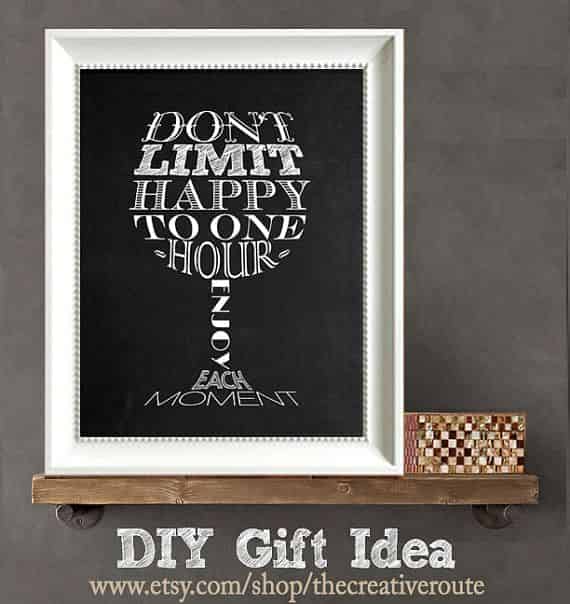 DON'T
LIMIT
HAPPY
TO ONE
-HOUR-
ENJOY
EACH
MOMENT
DIY Gift Idea
www.etsy.com/shop/thecreativeroute